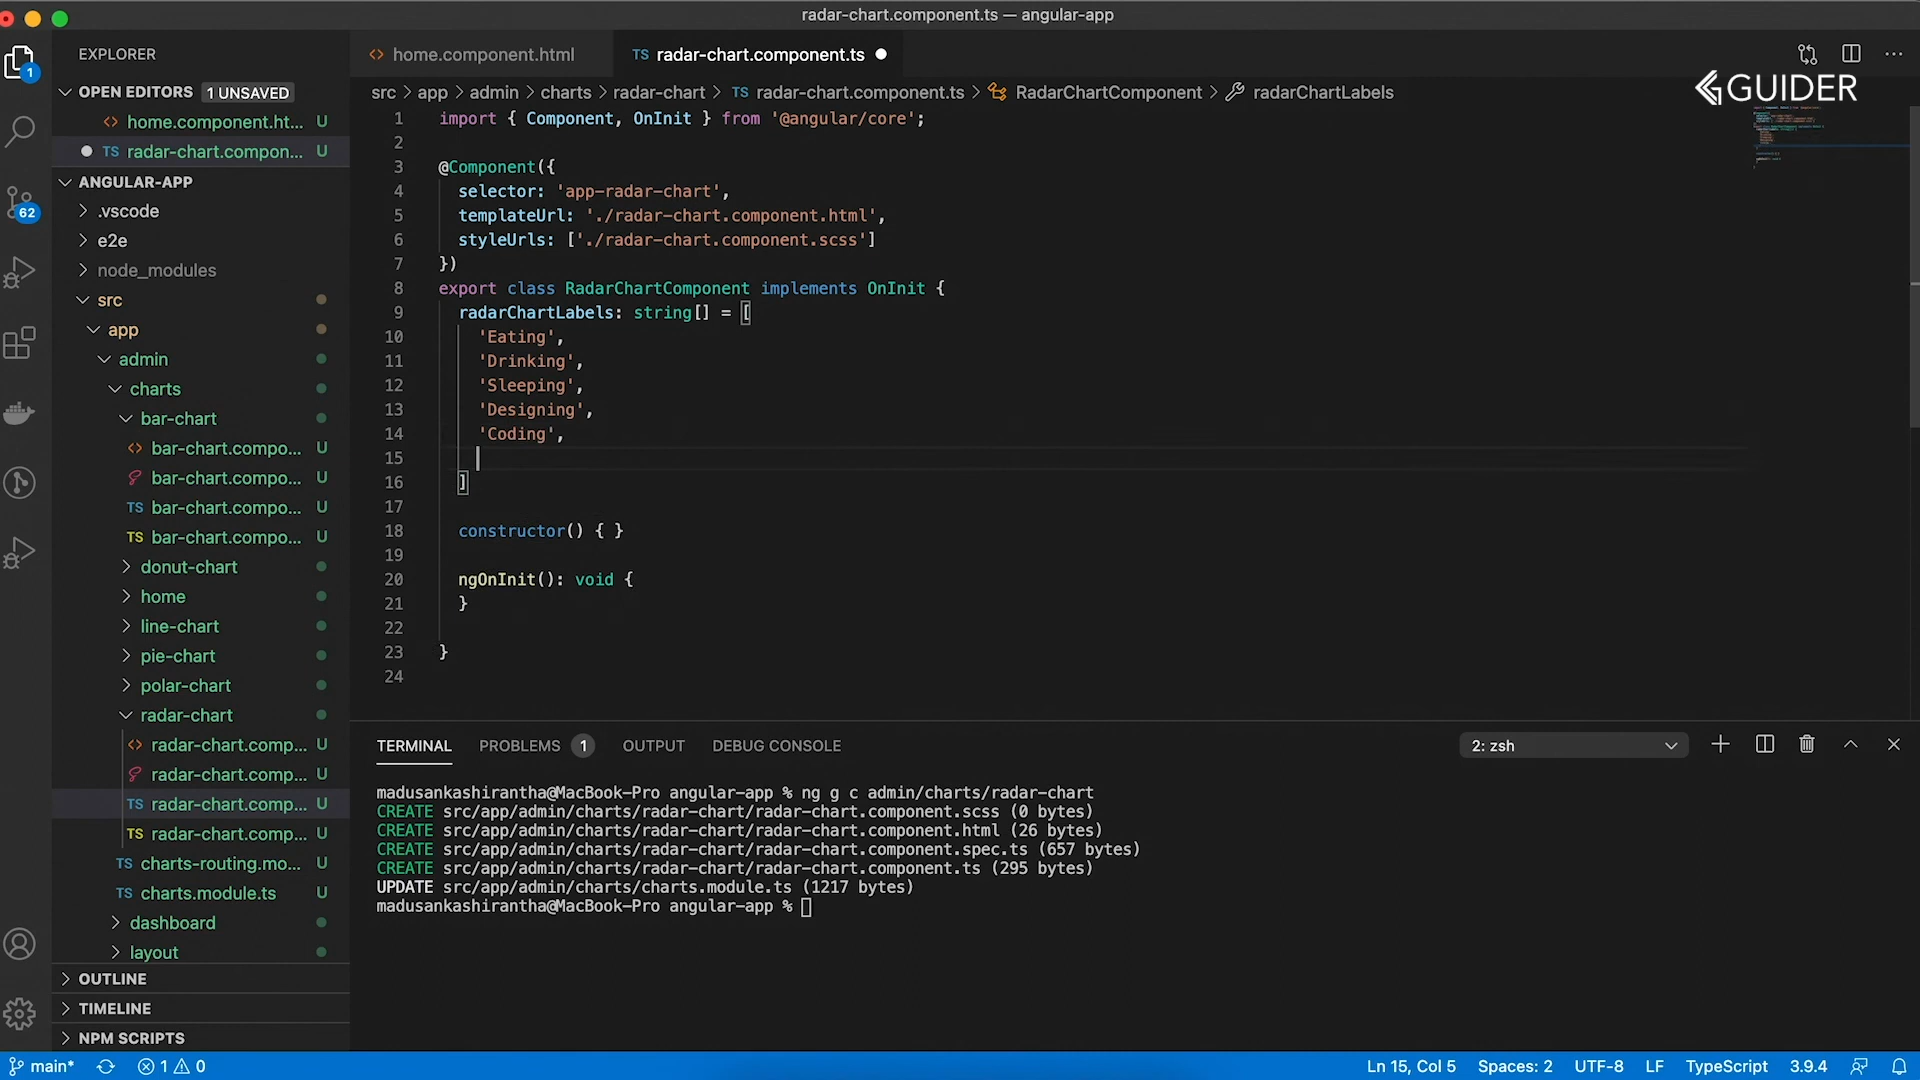 radar-chart.component.ts — angular-app
EXPLORER
OPEN EDITORS 1 UNSAVED
home.component.ht... U
radar-chart.compon... U
ANGULAR-APP
.vscode
e2e
node_modules
src
app
admin
charts
bar-chart
bar-chart.compo... U
bar-chart.compo... U
TS bar-chart.compo... U
TS bar-chart.compo... U
donut-chart
home
line-chart
pie-chart
polar-chart
radar-chart
radar-chart.comp... U
radar-chart.comp... U
TS radar-chart.comp... U
TS radar-chart.comp... U
TS charts-routing.mo... U
TS charts.module.ts U
dashboard
layout
OUTLINE
TIMELINE
NPM SCRIPTS
1
62
<> home.component.html
TS radar-chart.component.ts
GUIDER
src > app > admin > charts > radar-chart > TS radar-chart.component.ts > RadarChartComponent > radarChartLabels
1 import { Component, OnInit } from '@angular/core';
2
3 @Component({
4 selector: 'app-radar-chart',
5 templateUrl: './radar-chart.component.html',
6 styleUrls: ['./radar-chart.component.scss']
7 })
8 export class RadarChartComponent implements OnInit {
9 radarChartLabels: string[] = [
10 'Eating',
11 'Drinking',
12 'Sleeping',
13 'Designing',
14 'Coding',
15
16 ]
17
18 constructor() { }
19
20 ngOnInit(): void {
21 }
22
23 }
24
TERMINAL PROBLEMS 1 OUTPUT DEBUG CONSOLE 2: zsh
madusankashirantha@MacBook-Pro angular-app % ng g c admin/charts/radar-chart
CREATE src/app/admin/charts/radar-chart/radar-chart.component.scss (0 bytes)
CREATE src/app/admin/charts/radar-chart/radar-chart.component.html (26 bytes)
CREATE src/app/admin/charts/radar-chart/radar-chart.component.spec.ts (657 bytes)
CREATE src/app/admin/charts/radar-chart/radar-chart.component.ts (295 bytes)
UPDATE src/app/admin/charts/charts.module.ts (1217 bytes)
madusankashirantha@MacBook-Pro angular-app %
main* 1 0 Ln 15, Col 5 Spaces: 2 UTF-8 LF TypeScript 3.9.4